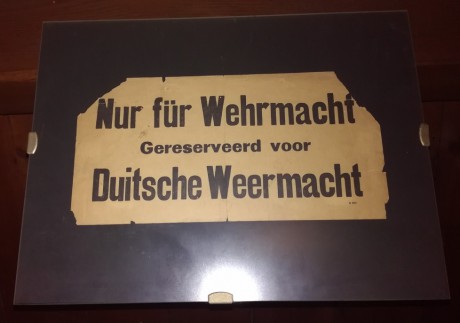 Nur für Wehrmacht
Gereserveerd voor
Duitsche Weermacht